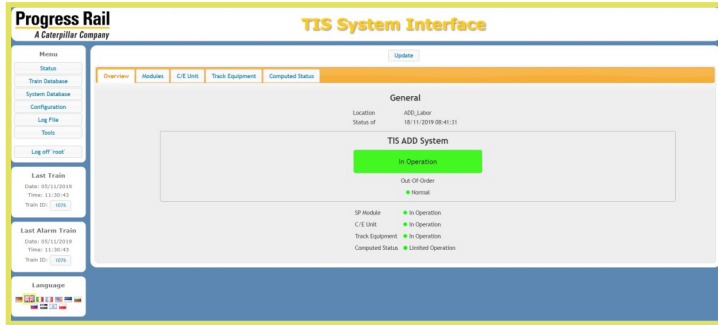 Progress Rail
A Caterpillar Company
TIS System Interface
Menu
Status
Train Database
System Database
Configuration
Log File
Tools
Log off 'root'
Last Train
Date: 05/11/2019
Time: 11:30:43
Train ID: 1076
Last Alarm Train
Date: 05/11/2019
Time: 11:30:43
Train ID: 1076
Language
Update
Overview Modules C/E Unit Track Equipment Computed Status
General
Location ADD_Labor
Status of 18/11/2019 08:41:31
TIS ADD System
In Operation
Out Of Order
Normal
SP Module In Operation
C/E Unit In Operation
Track Equipment In Operation
Computed Status Limited Operation